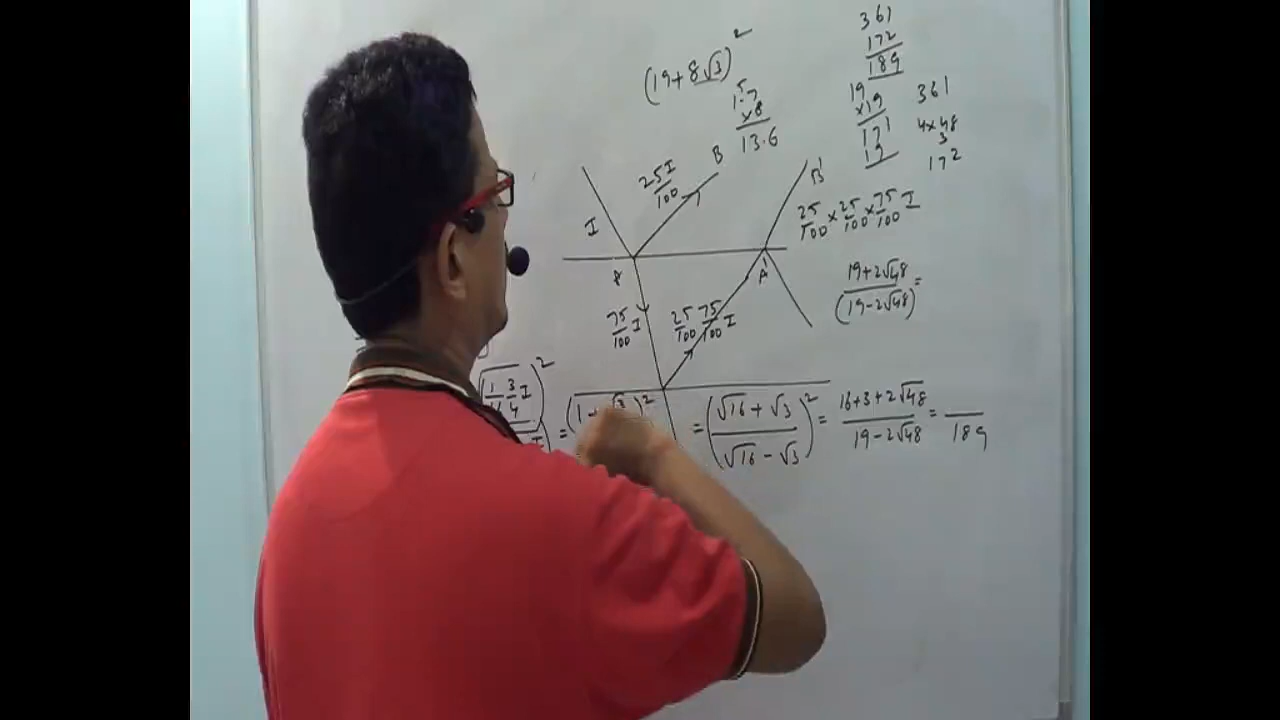 (19+8√3)²
5
1.7
×8
13.6
361
172
189
19
×19
171
19
361
4×48
3
172
I
25I/100
B
B'
25/100 × 25/100 × 75/100 I
A'
75/100 I
25/100 75/100 I
19+2√48/(19-2√48) =
= (√16+√3/√16-√3)² = 16+3+2√48/19-2√48 = /189